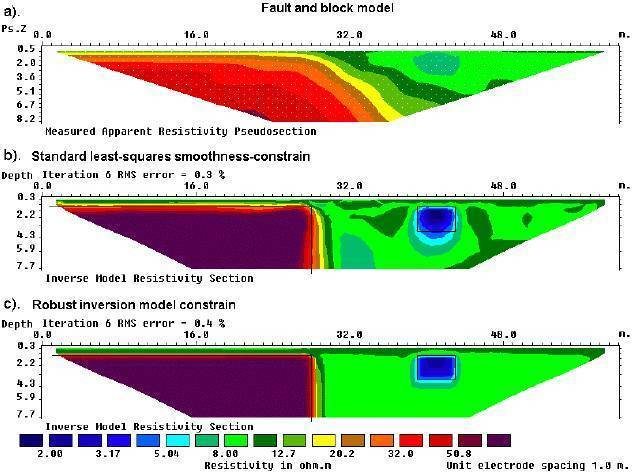 Fault and block model
a).
Ps.Z 0.0 16.0 32.0 48.0 m.
0.5
2.0
3.6
5.1
6.7
8.2
Measured Apparent Resistivity Pseudosection
b). Standard least-squares smoothness-constrain
Depth Iteration 6 RMS error = 0.3 %
0.0 16.0 32.0 48.0 m.
0.3
2.2
4.3
5.9
7.7
Inverse Model Resistivity Section
c). Robust inversion model constrain
Depth Iteration 6 RMS error = 0.4 %
0.0 16.0 32.0 48.0 m.
0.3
2.2
4.3
5.9
7.7
Inverse Model Resistivity Section
2.00 3.17 5.04 8.00 12.7 20.2 32.0 50.8
Resistivity in ohm.m Unit electrode spacing 1.0 m.